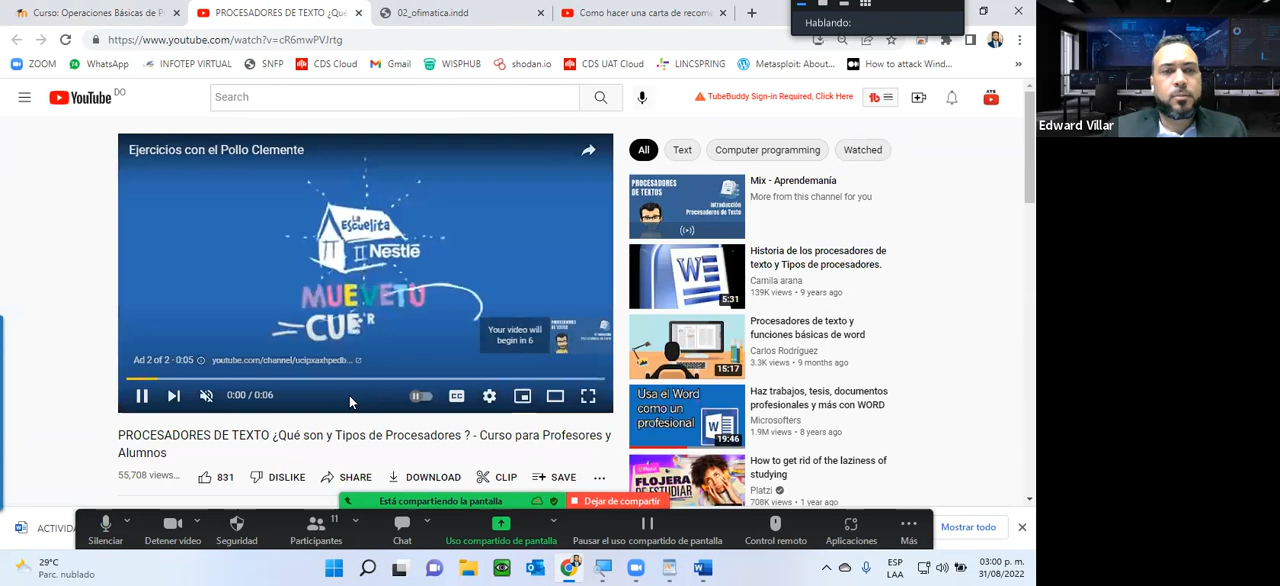 Curso: Operaciones Básicas de P
PROCESADORES DE TEXTO ¿Qué
02_ofimatica.indd
Como hacer una carta de recome
Hablando:
https://www.youtube.com/watch?v=cR6mwPVJrtg
ZOOM
WhatsApp
INFOTEP VIRTUAL
SNFP
CDS Cloud
Gmail
WISPHUB
shodan.io
CDS UAT Cloud
LINCSPRING
Metasploit: About...
How to attack Wind...
YouTube DO
Search
TubeBuddy Sign-in Required, Click Here
Edward Villar
Ejercicios con el Pollo Clemente
La Escuelita
Nestlé
MUEVETU
CUE'R
Your video will
begin in 6
Ad 2 of 2 · 0:05
youtube.com/channel/ucipxaxhpedb...
0:00 / 0:06
PROCESADORES DE TEXTO ¿Qué son y Tipos de Procesadores ? - Curso para Profesores y
Alumnos
55,708 views...
831
DISLIKE
SHARE
DOWNLOAD
CLIP
SAVE
All
Text
Computer programming
Watched
PROCESADORES
DE TEXTOS
Introducción
Procesadores de Texto
Mix - Aprendemanía
More from this channel for you
5:31
Historia de los procesadores de
texto y Tipos de procesadores.
Camila arana
139K views • 9 years ago
15:17
Procesadores de texto y
funciones básicas de word
Carlos Rodríguez
3.3K views • 9 months ago
Usa el Word
como un
profesional
19:46
Haz trabajos, tesis, documentos
profesionales y más con WORD
Microsofters
1.9M views • 8 years ago
FLOJERA
DE ESTUDIAR
How to get rid of the laziness of
studying
Platzi
708K views • 1 year ago
Está compartiendo la pantalla
Dejar de compartir
ACTIVIDA
Silenciar
Detener video
Seguridad
11
Participantes
Chat
Uso compartido de pantalla
Pausar el uso compartido de pantalla
Control remoto
Aplicaciones
Más
Mostrar todo
29°C
Parc. nublado
ESP
LAA
03:00 p. m.
31/08/2022